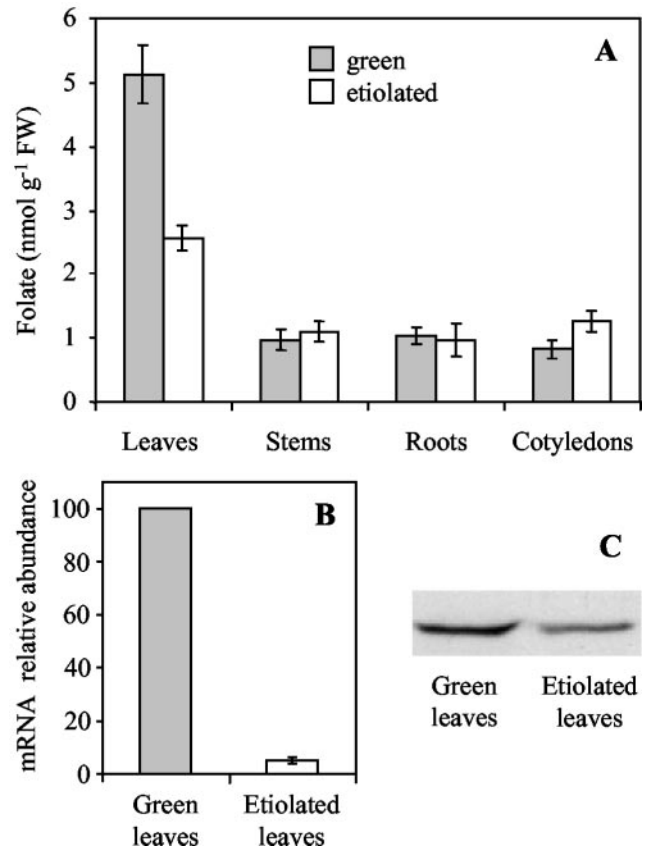 A
green
etiolated
Folate (nmol g⁻¹ FW)
6
5
4
3
2
1
0
Leaves Stems Roots Cotyledons
B
mRNA relative abundance
100
80
60
40
20
0
Green leaves
Etiolated leaves
C
Green leaves
Etiolated leaves